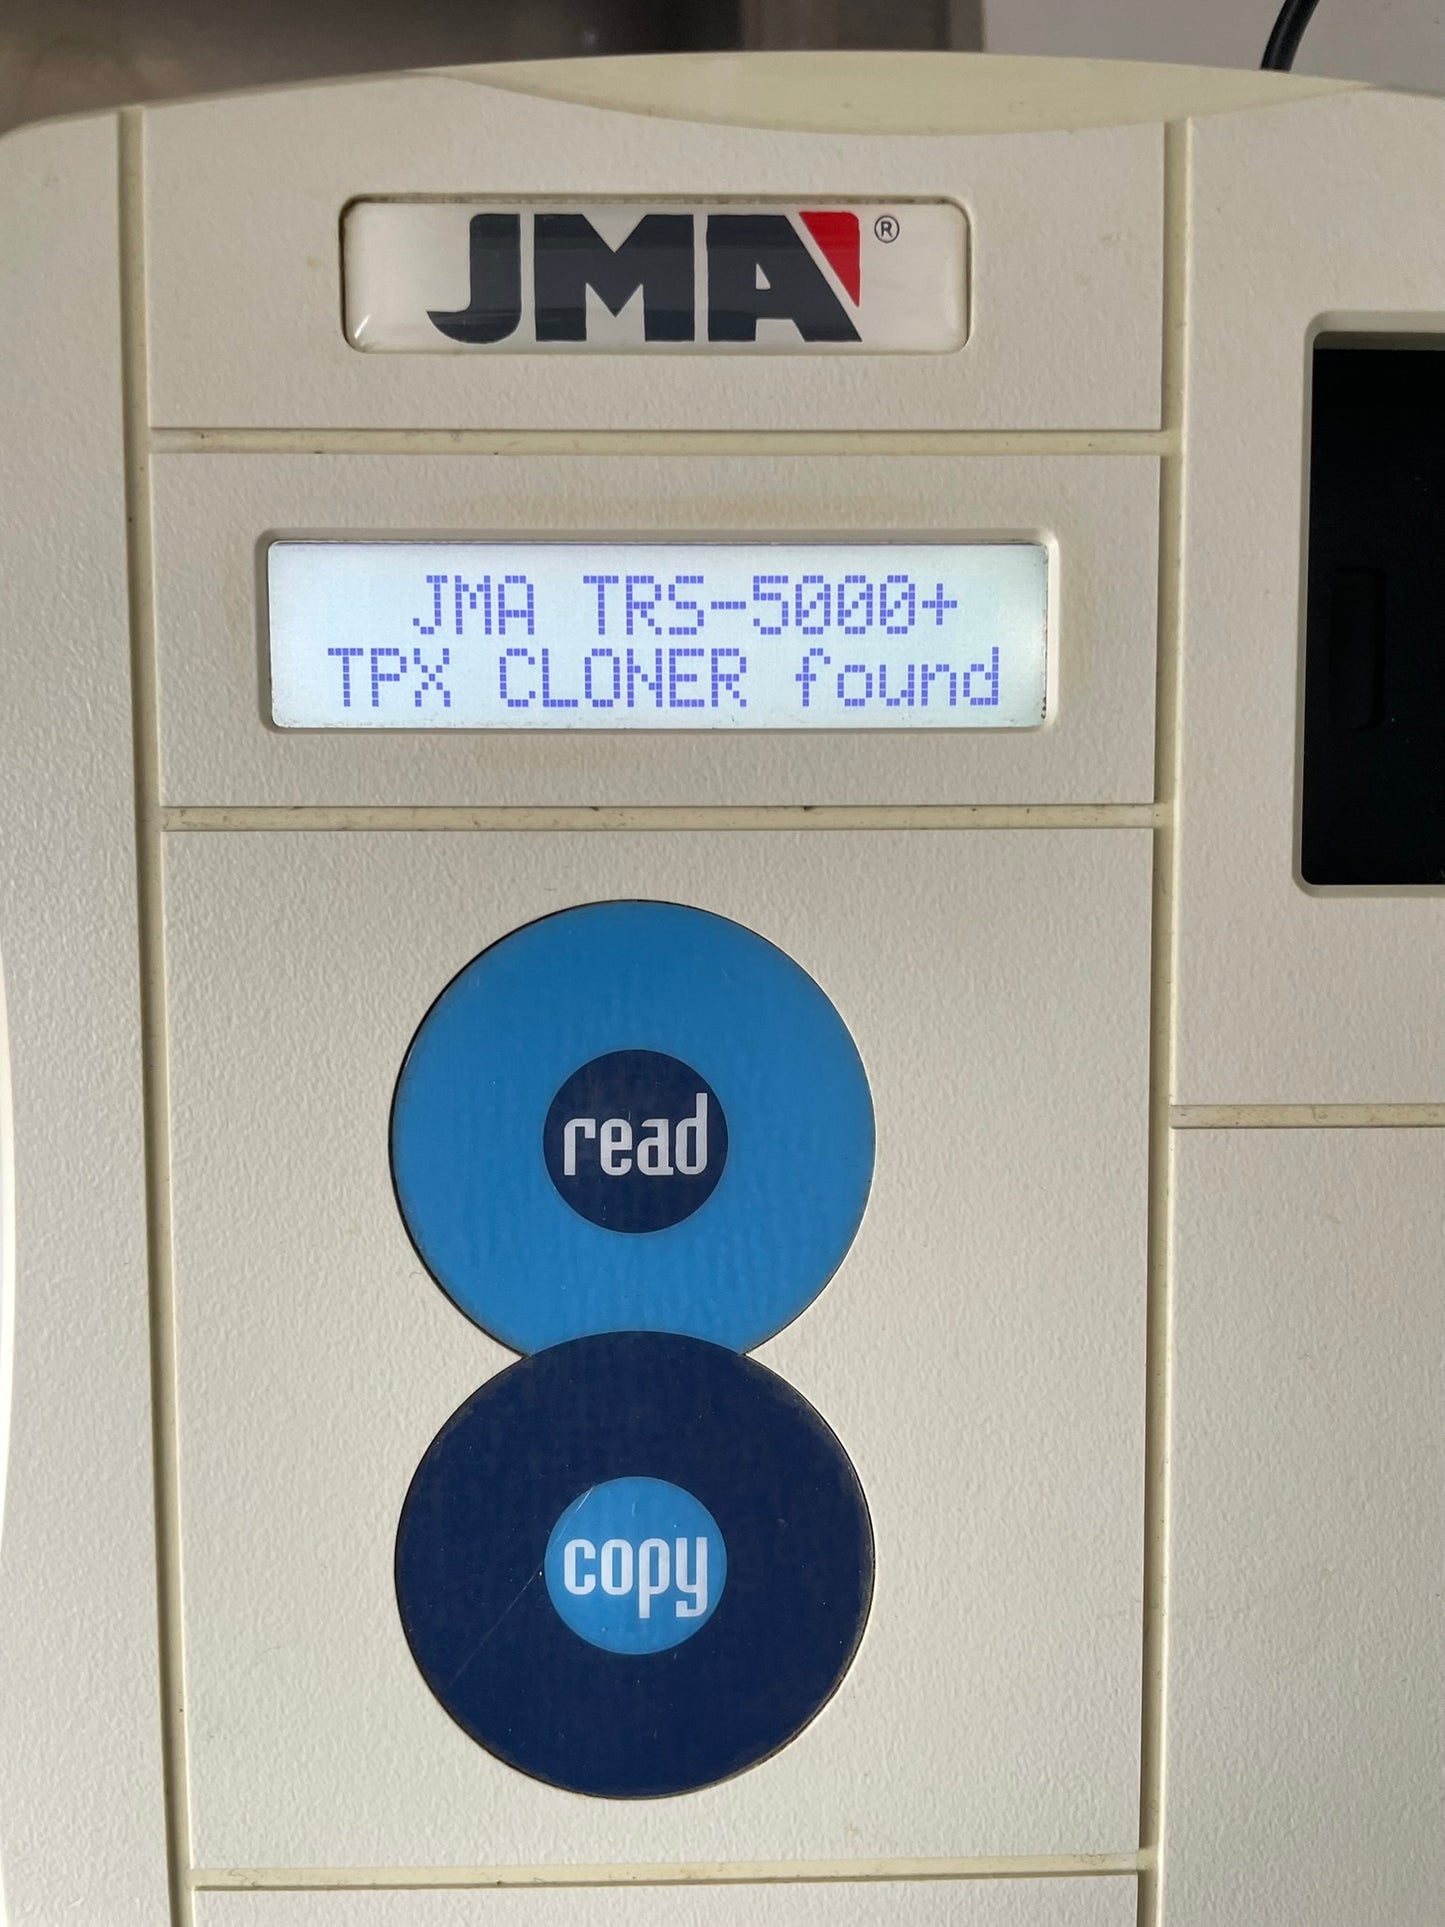 JMA®
JMA TRS-5000+
TPX CLONER found
read
copy